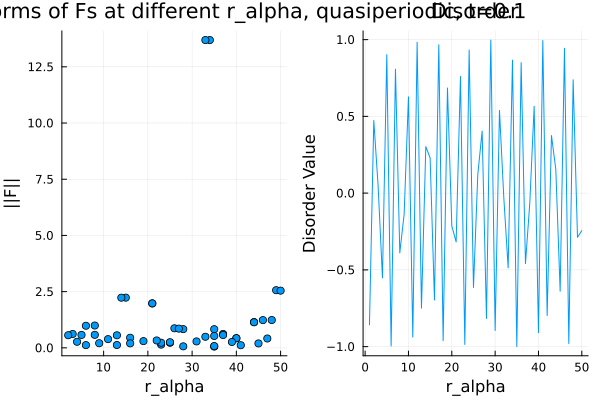 orms of Fs at different r_alpha, quasiperiodic, t=0.1
Disorder
12.5
10.0
7.5
5.0
2.5
0.0
||F||
10 20 30 40 50
r_alpha
1.0
0.5
0.0
−0.5
−1.0
Disorder Value
0 10 20 30 40 50
r_alpha